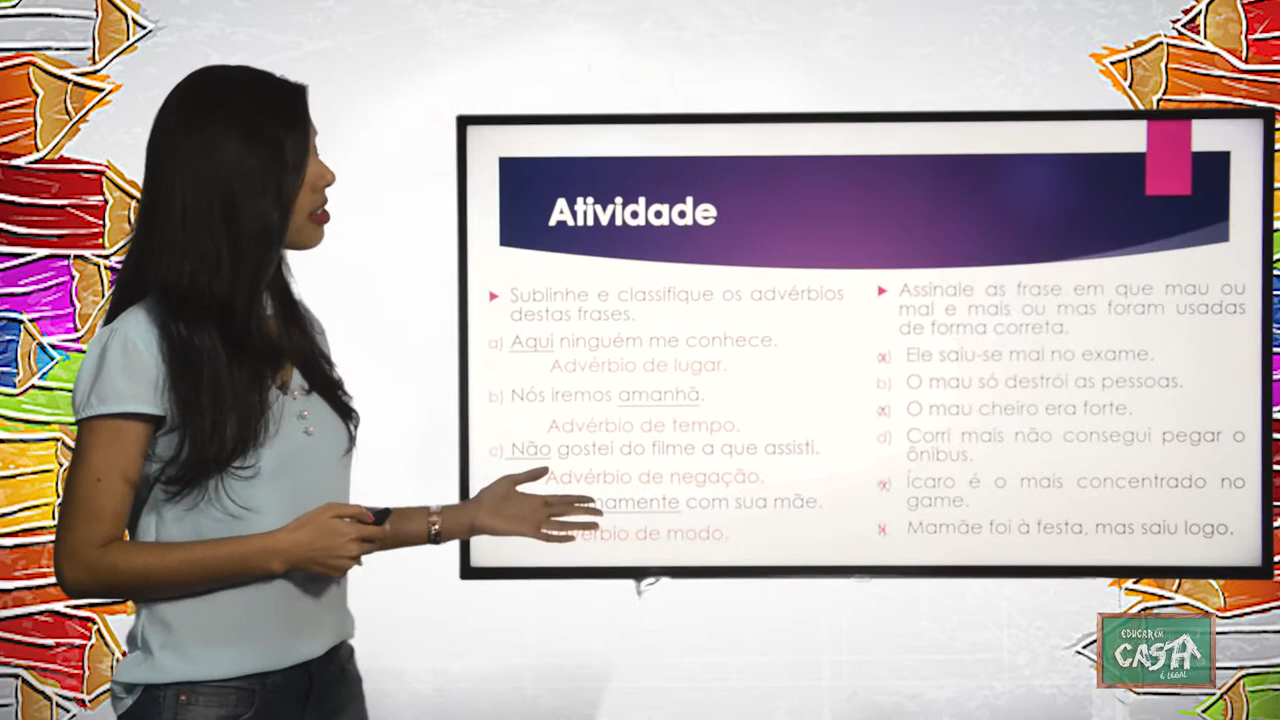 Atividade
Sublinhe e classifique os advérbios
destas frases.
a) Aqui ninguém me conhece.
Advérbio de lugar.
b) Nós iremos amanhã.
Advérbio de tempo.
c) Não gostei do filme a que assisti.
Advérbio de negação.
com sua mãe.
de modo.
Assinale as frase em que mau ou
mal e mais ou mas foram usadas
de forma correta.
Ele saiu-se mal no exame.
b) O mau só destrói as pessoas.
O mau cheiro era forte.
d) Corri mais não consegui pegar o
ônibus.
Ícaro é o mais concentrado no
game.
Mamãe foi à festa, mas saiu logo.
EDUCAR EM
CASA
É LEGAL